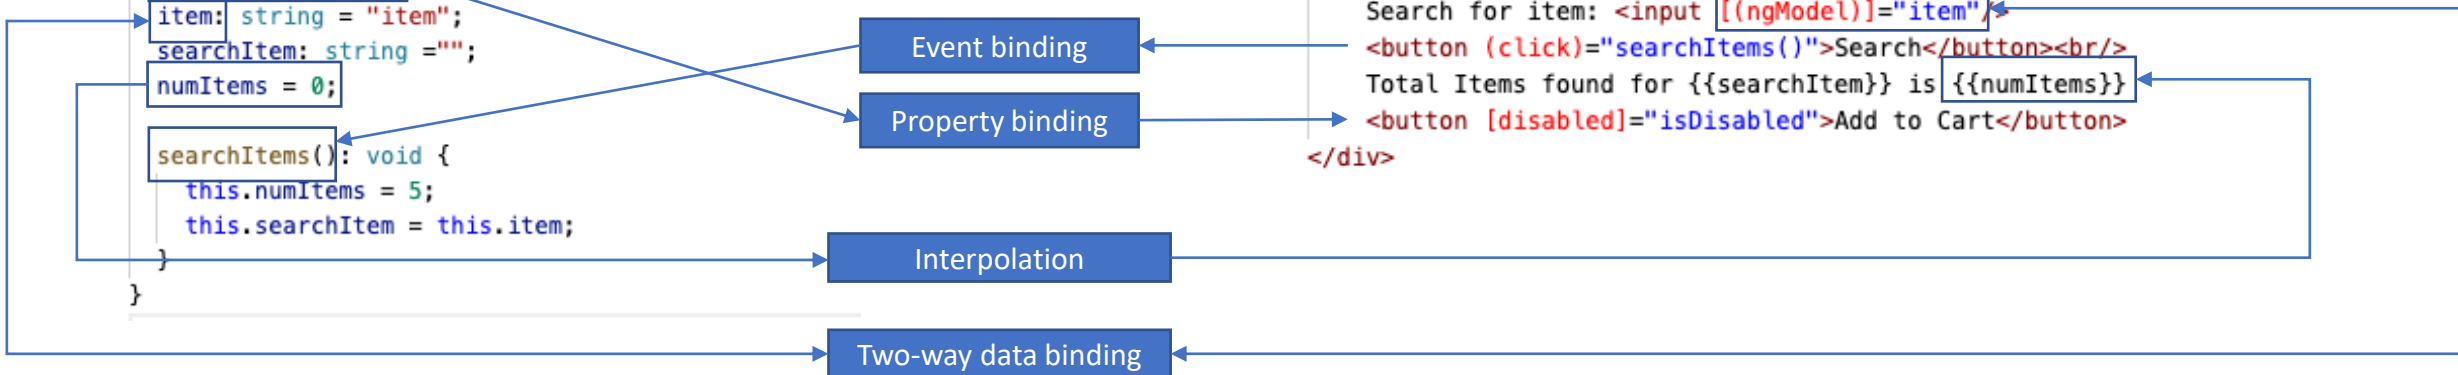 item: string = "item";
searchItem: string ="";
numItems = 0;
searchItems(): void {
this.numItems = 5;
this.searchItem = this.item;
}
}
Event binding
Property binding
Interpolation
Two-way data binding
Search for item: <input [(ngModel)]="item"/>
<button (click)="searchItems()">Search</button><br/>
Total Items found for {{searchItem}} is {{numItems}}
<button [disabled]="isDisabled">Add to Cart</button>
</div>